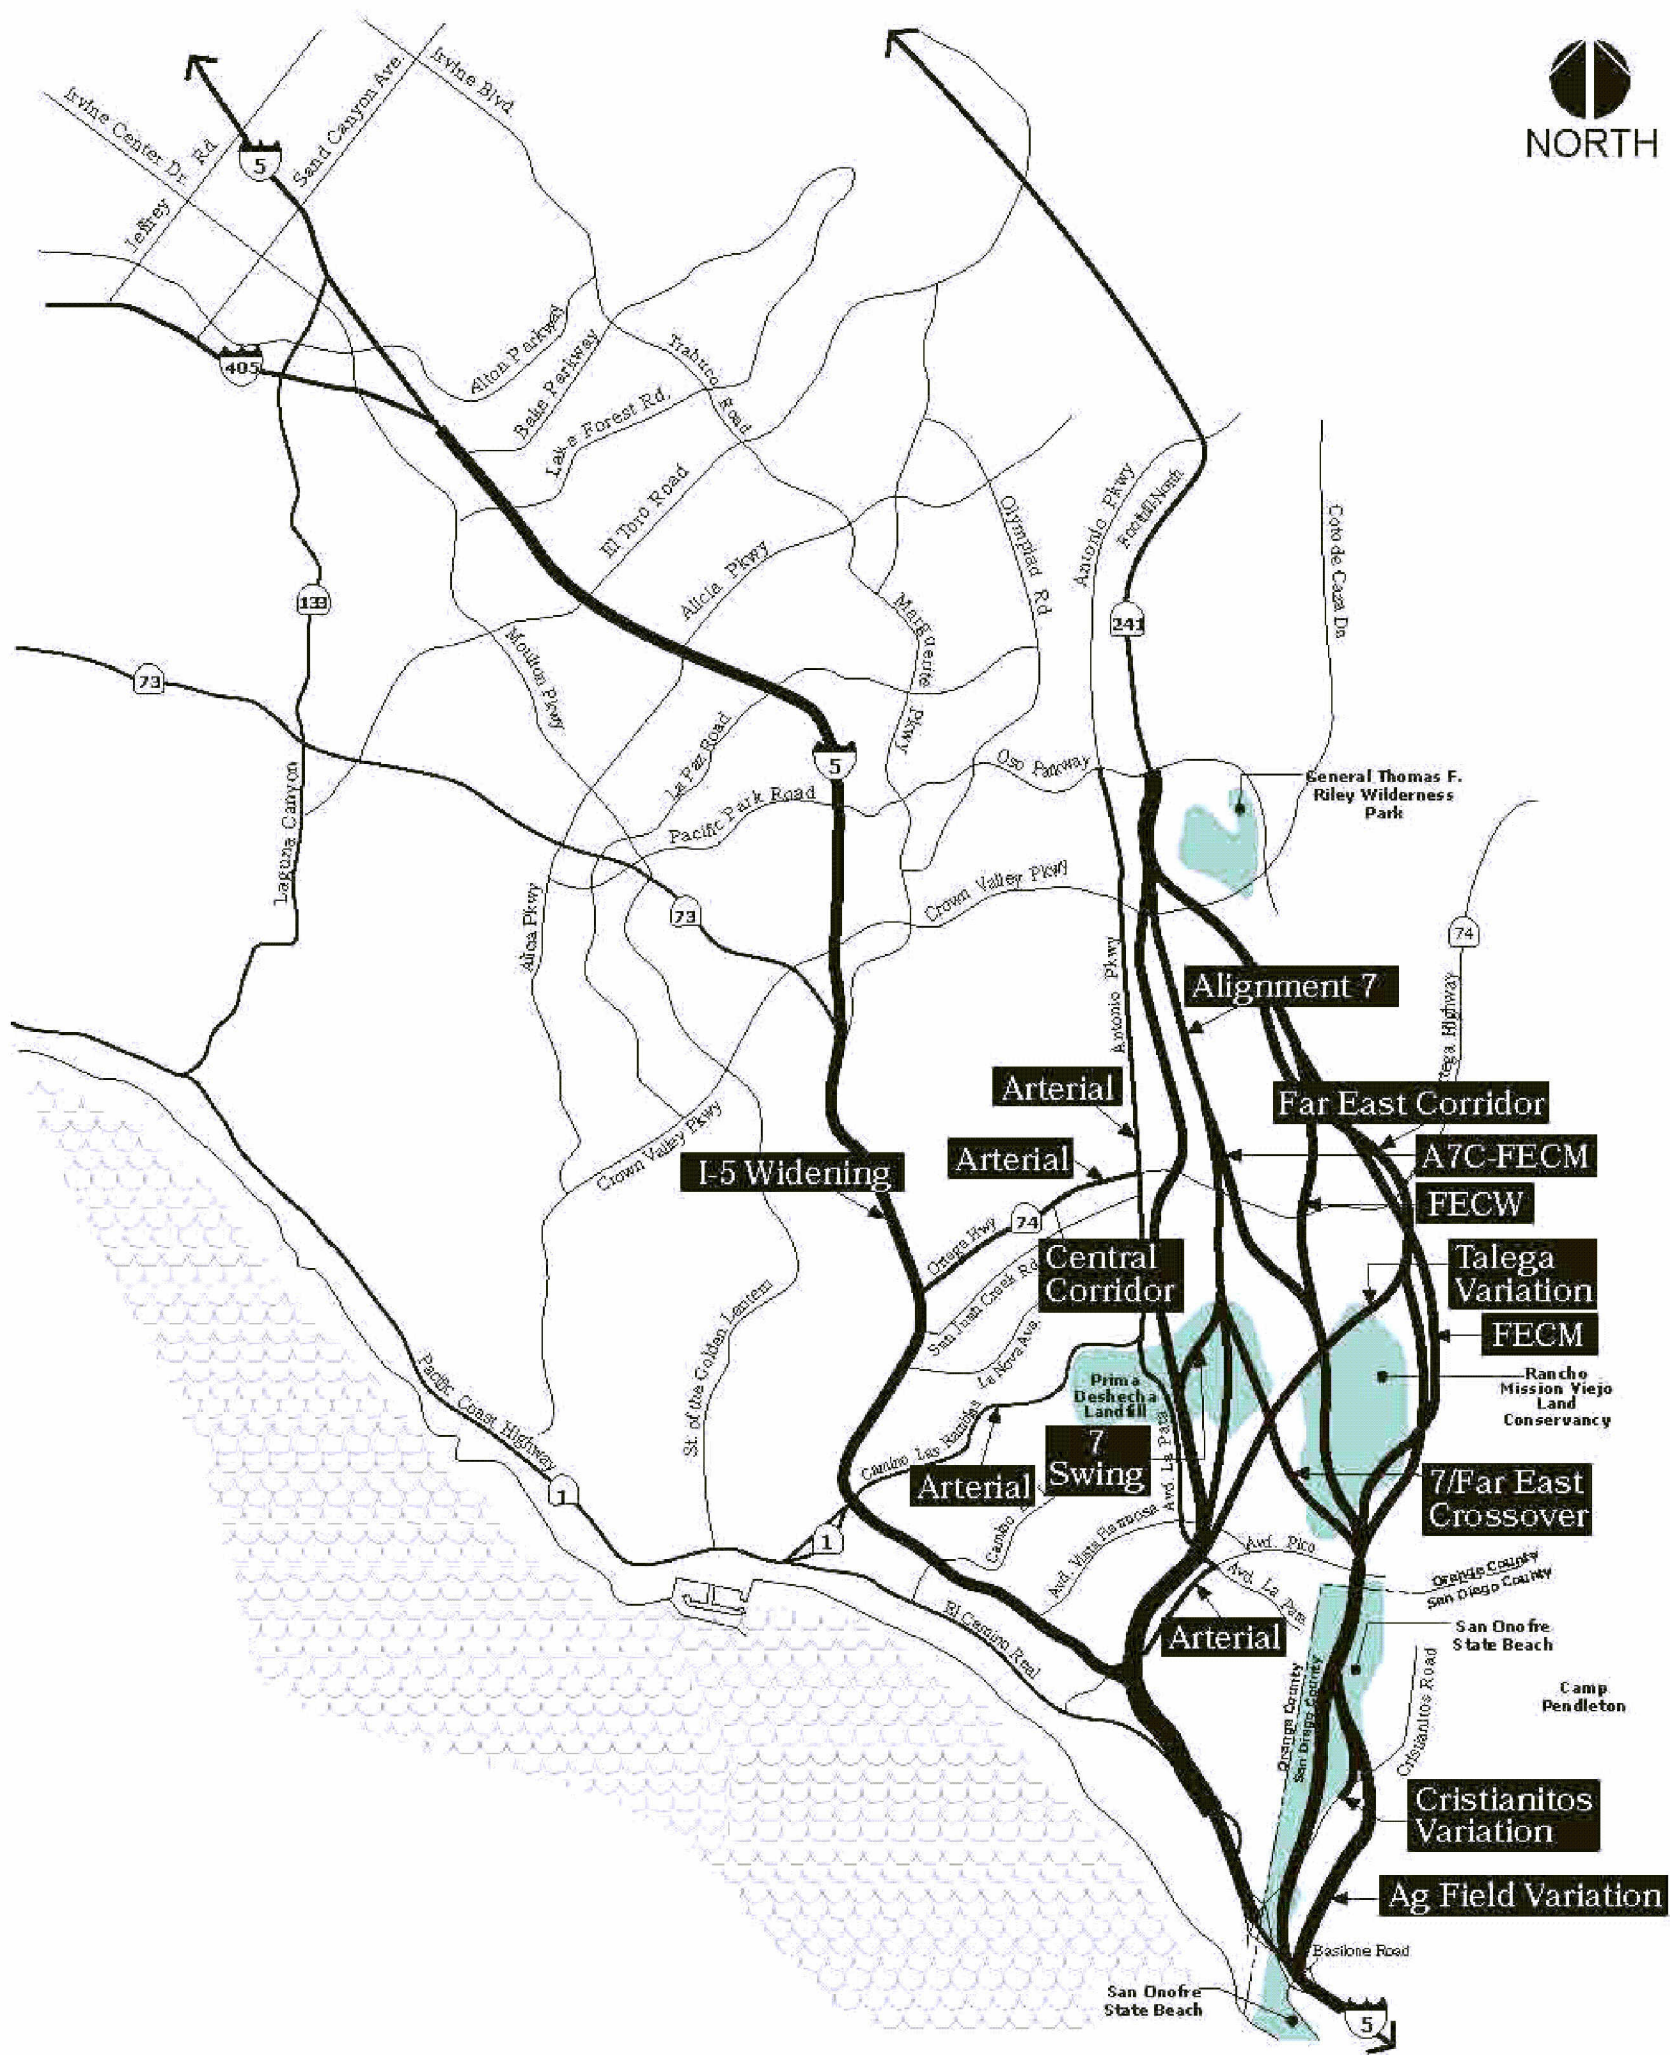 NORTH
Irvine Blvd.
Irvine Center Dr.
Jeffrey Rd
Sand Canyon Ave.
5
405
Alton Parkway
Bake Parkway
Lake Forest Rd.
Trabuco Road
El Toro Road
Alicia Pkwy
Olympiad Rd
Antonio Pkwy
Foothill North
Coto de Caza Dr.
133
241
Marguerite Pkwy
Moulton Pkwy
73
La Paz Road
5
Oso Parkway
General Thomas F.
Riley Wilderness
Park
Laguna Canyon
Pacific Park Road
Crown Valley Pkwy
Alicia Pkwy
73
74
Antonio Pkwy
Alignment 7
tega Highway
Arterial
Far East Corridor
Crown Valley Pkwy
Arterial
A7C-FECM
I-5 Widening
FECW
Ortega Hwy
74
Central
Corridor
Talega
Variation
San Juan Creek Rd
FECM
La Novia Ave.
St. of the Golden Lantern
Pacific Coast Highway
Prima
Deshecha
Landfill
Rancho
Mission Viejo
Land
Conservancy
Camino Las Ramblas
Avd. La Pata
7
Swing
Arterial
7/Far East
Crossover
1
1
Camino
Avd. Vista Hermosa
Avd. Pico
Avd. La Pata
Orange County
San Diego County
El Camino Real
Arterial
San Onofre
State Beach
Orange County
San Diego County
Cristianitos Road
Camp
Pendleton
Cristianitos
Variation
Ag Field Variation
Basilone Road
San Onofre
State Beach
5